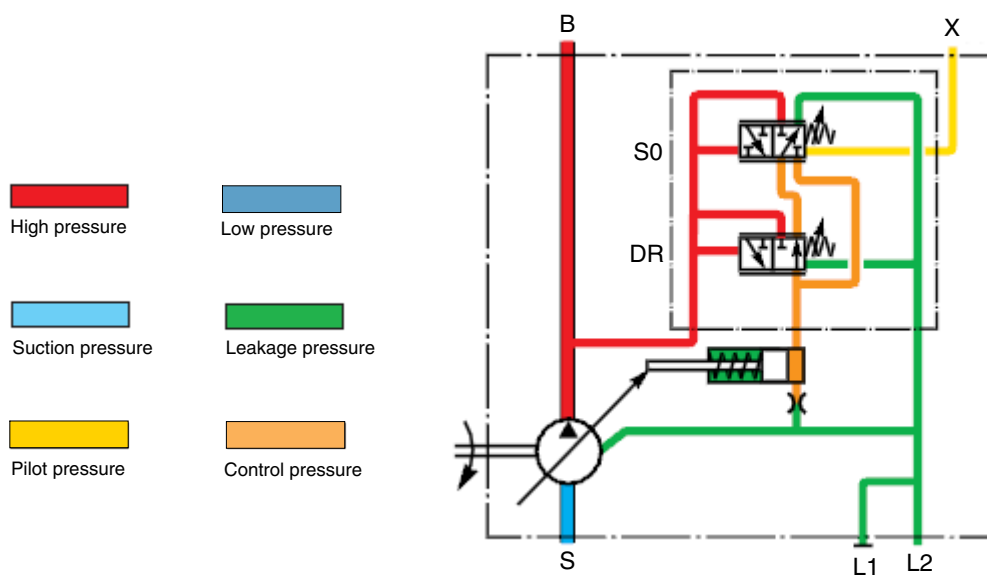 High pressure
Low pressure
Suction pressure
Leakage pressure
Pilot pressure
Control pressure
B
X
S0
DR
S
L1
L2